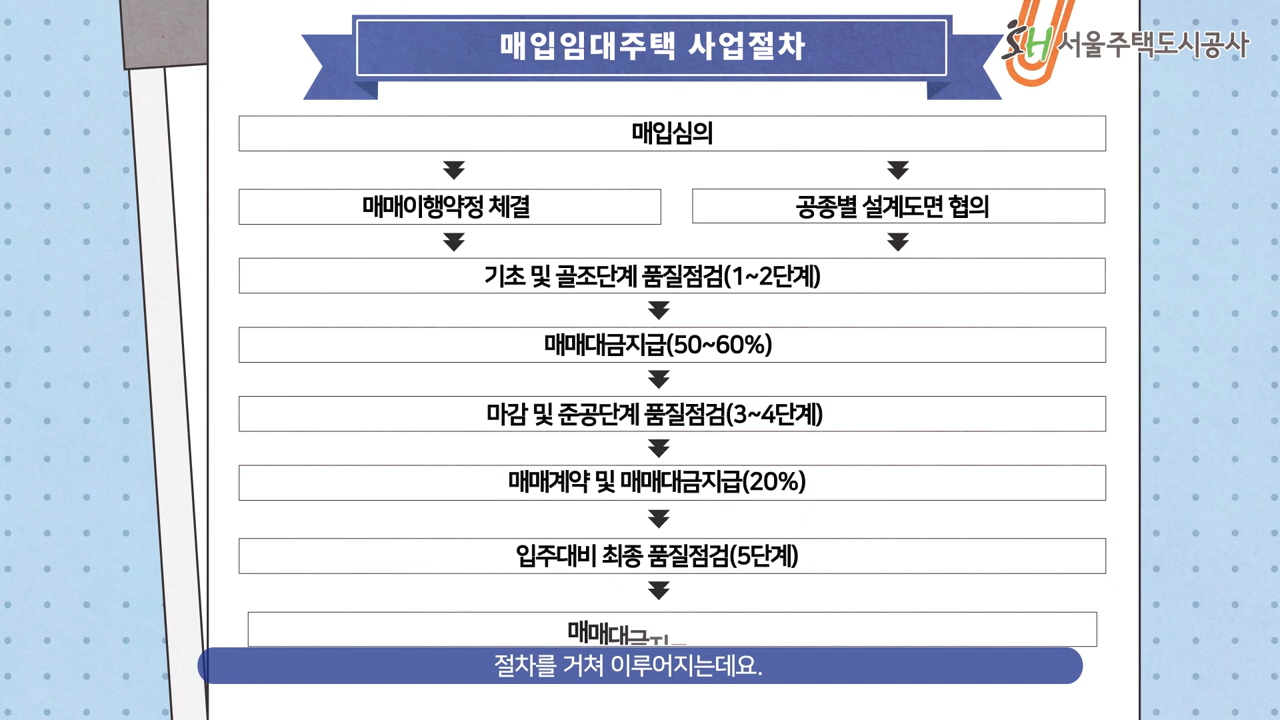 매입임대주택 사업절차
SH 서울주택도시공사
매입심의
매매이행약정 체결
공종별 설계도면 협의
기초 및 골조단계 품질점검(1~2단계)
매매대금지급(50~60%)
마감 및 준공단계 품질점검(3~4단계)
매매계약 및 매매대금지급(20%)
입주대비 최종 품질점검(5단계)
매매대금지
절차를 거쳐 이루어지는데요.